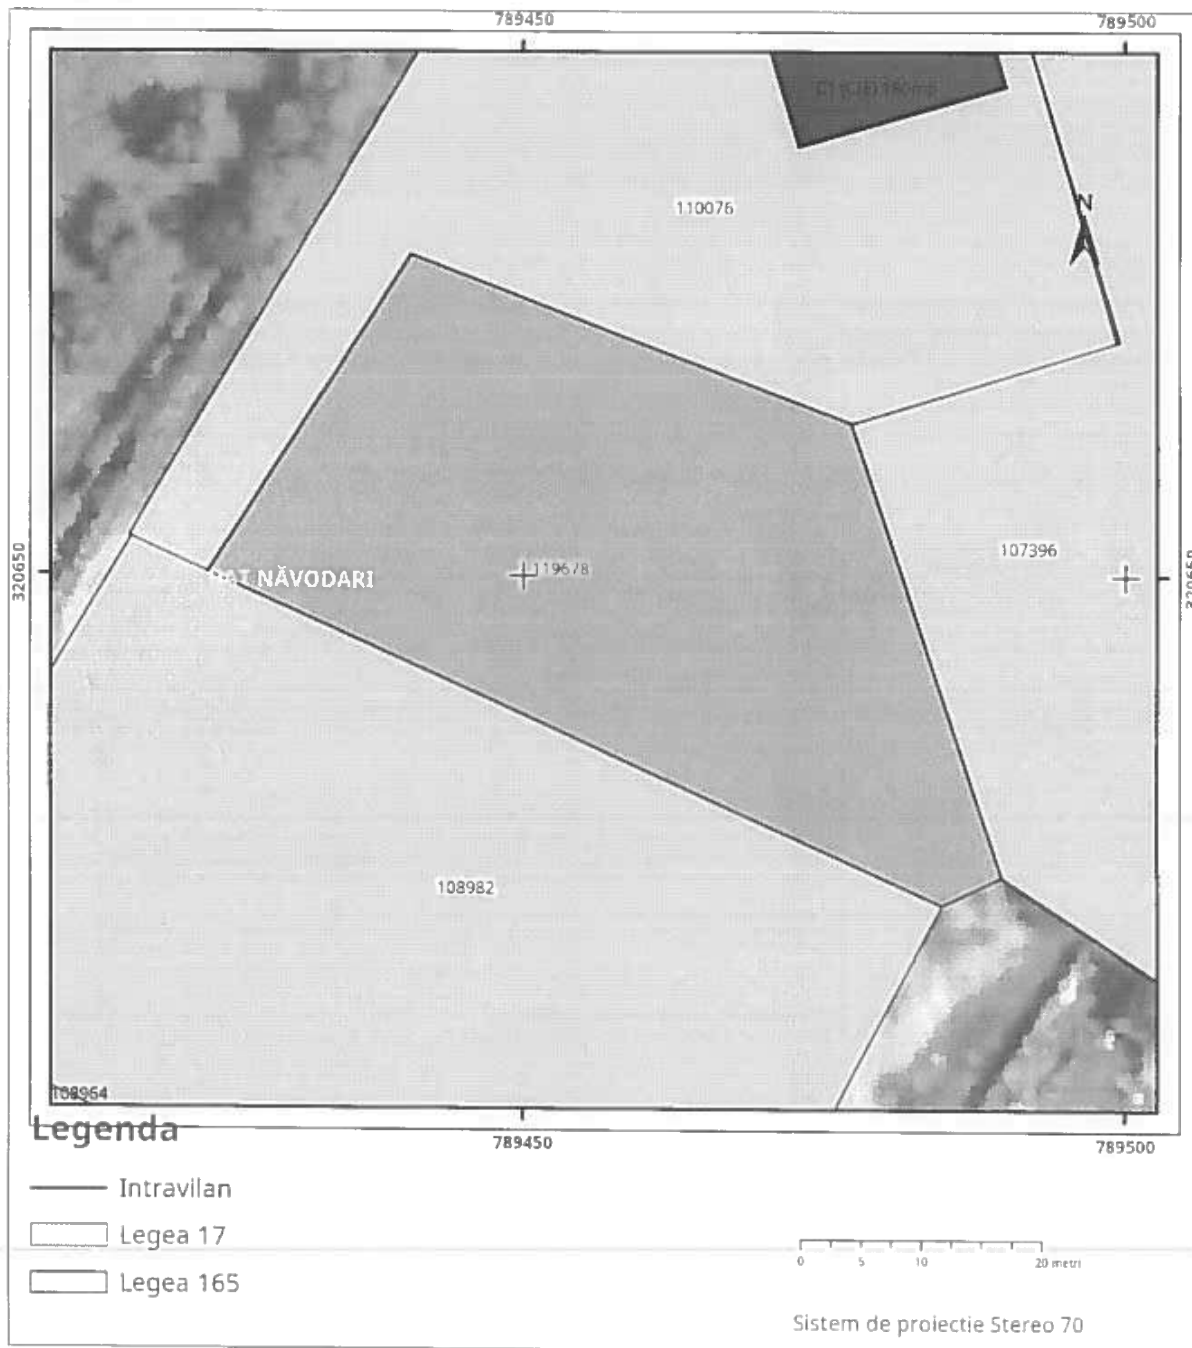 789450 789500
110076
N
320650
107396
119678
NĂVODARI
108982
108964
789450 789500
Legenda
Intravilan
Legea 17
Legea 165
0 5 10 20 metri
Sistem de proiectie Stereo 70